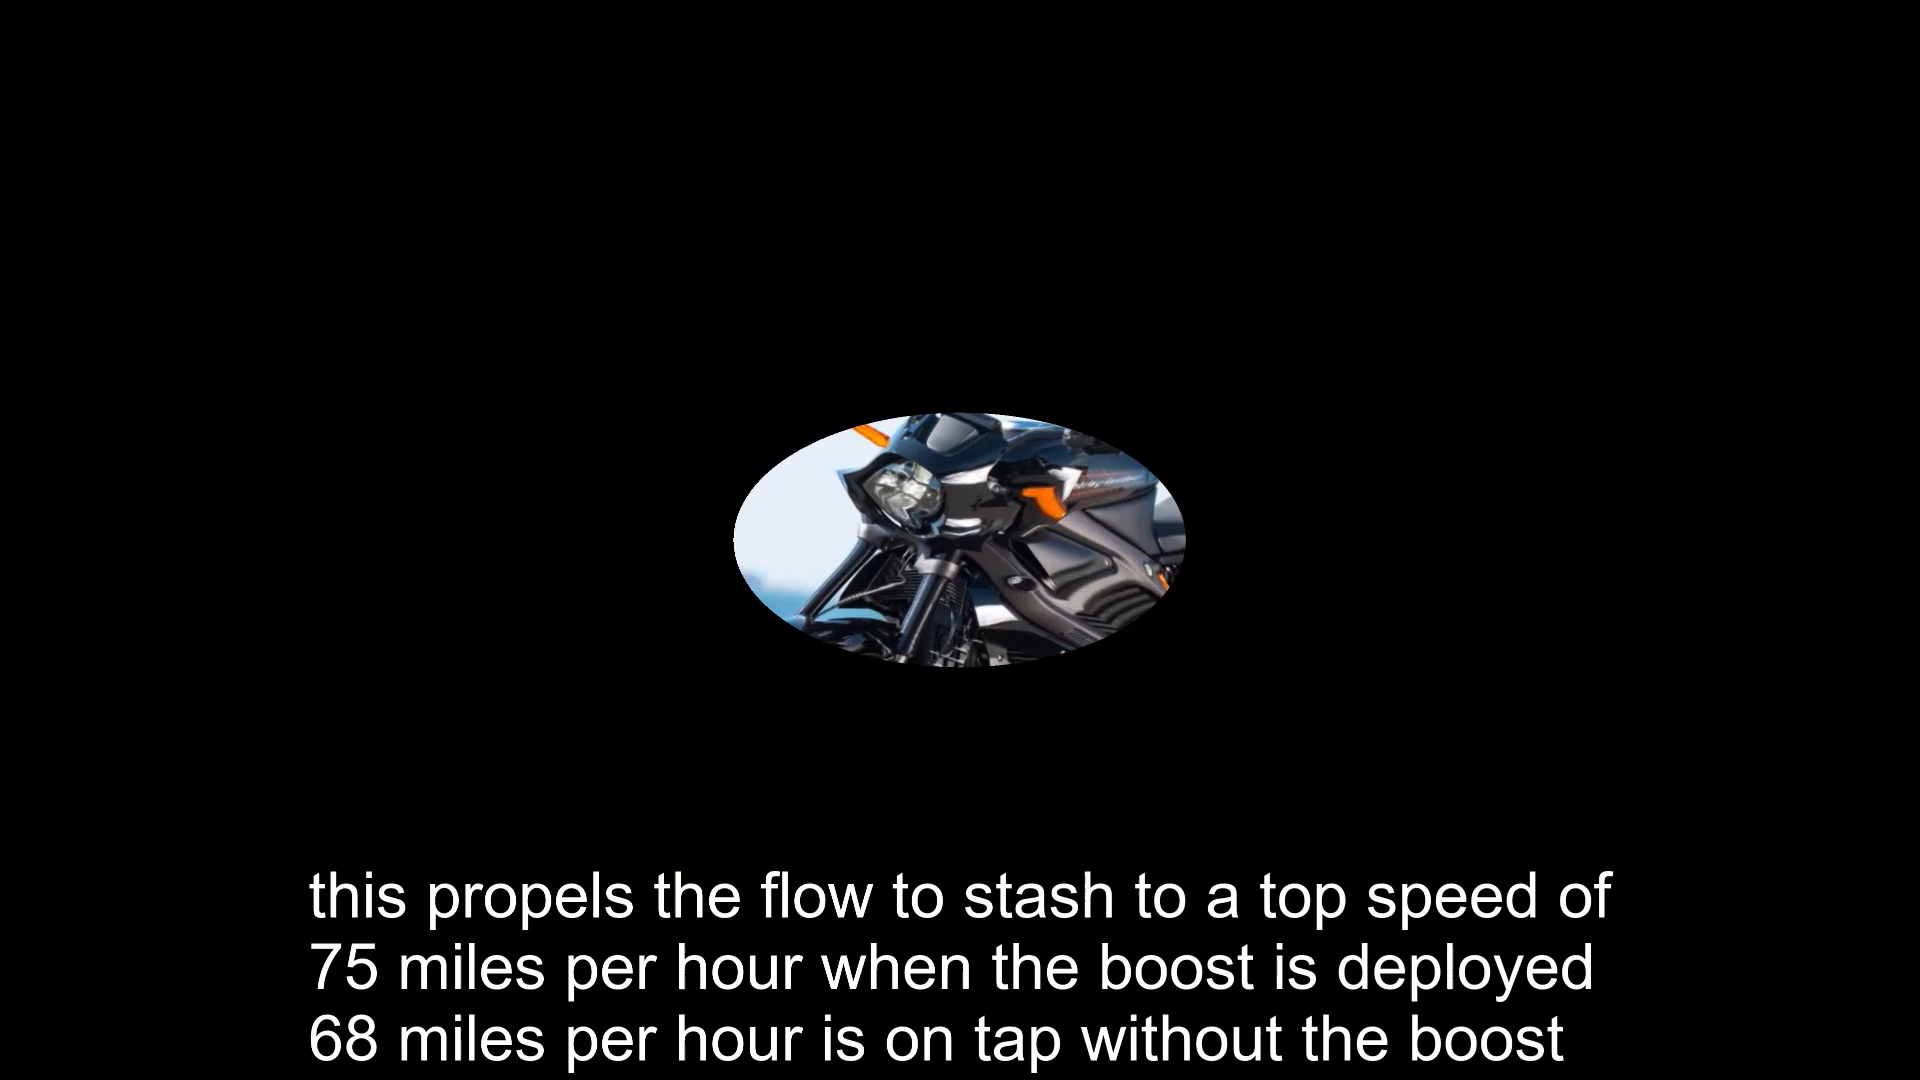 this propels the flow to stash to a top speed of
75 miles per hour when the boost is deployed
68 miles per hour is on tap without the boost